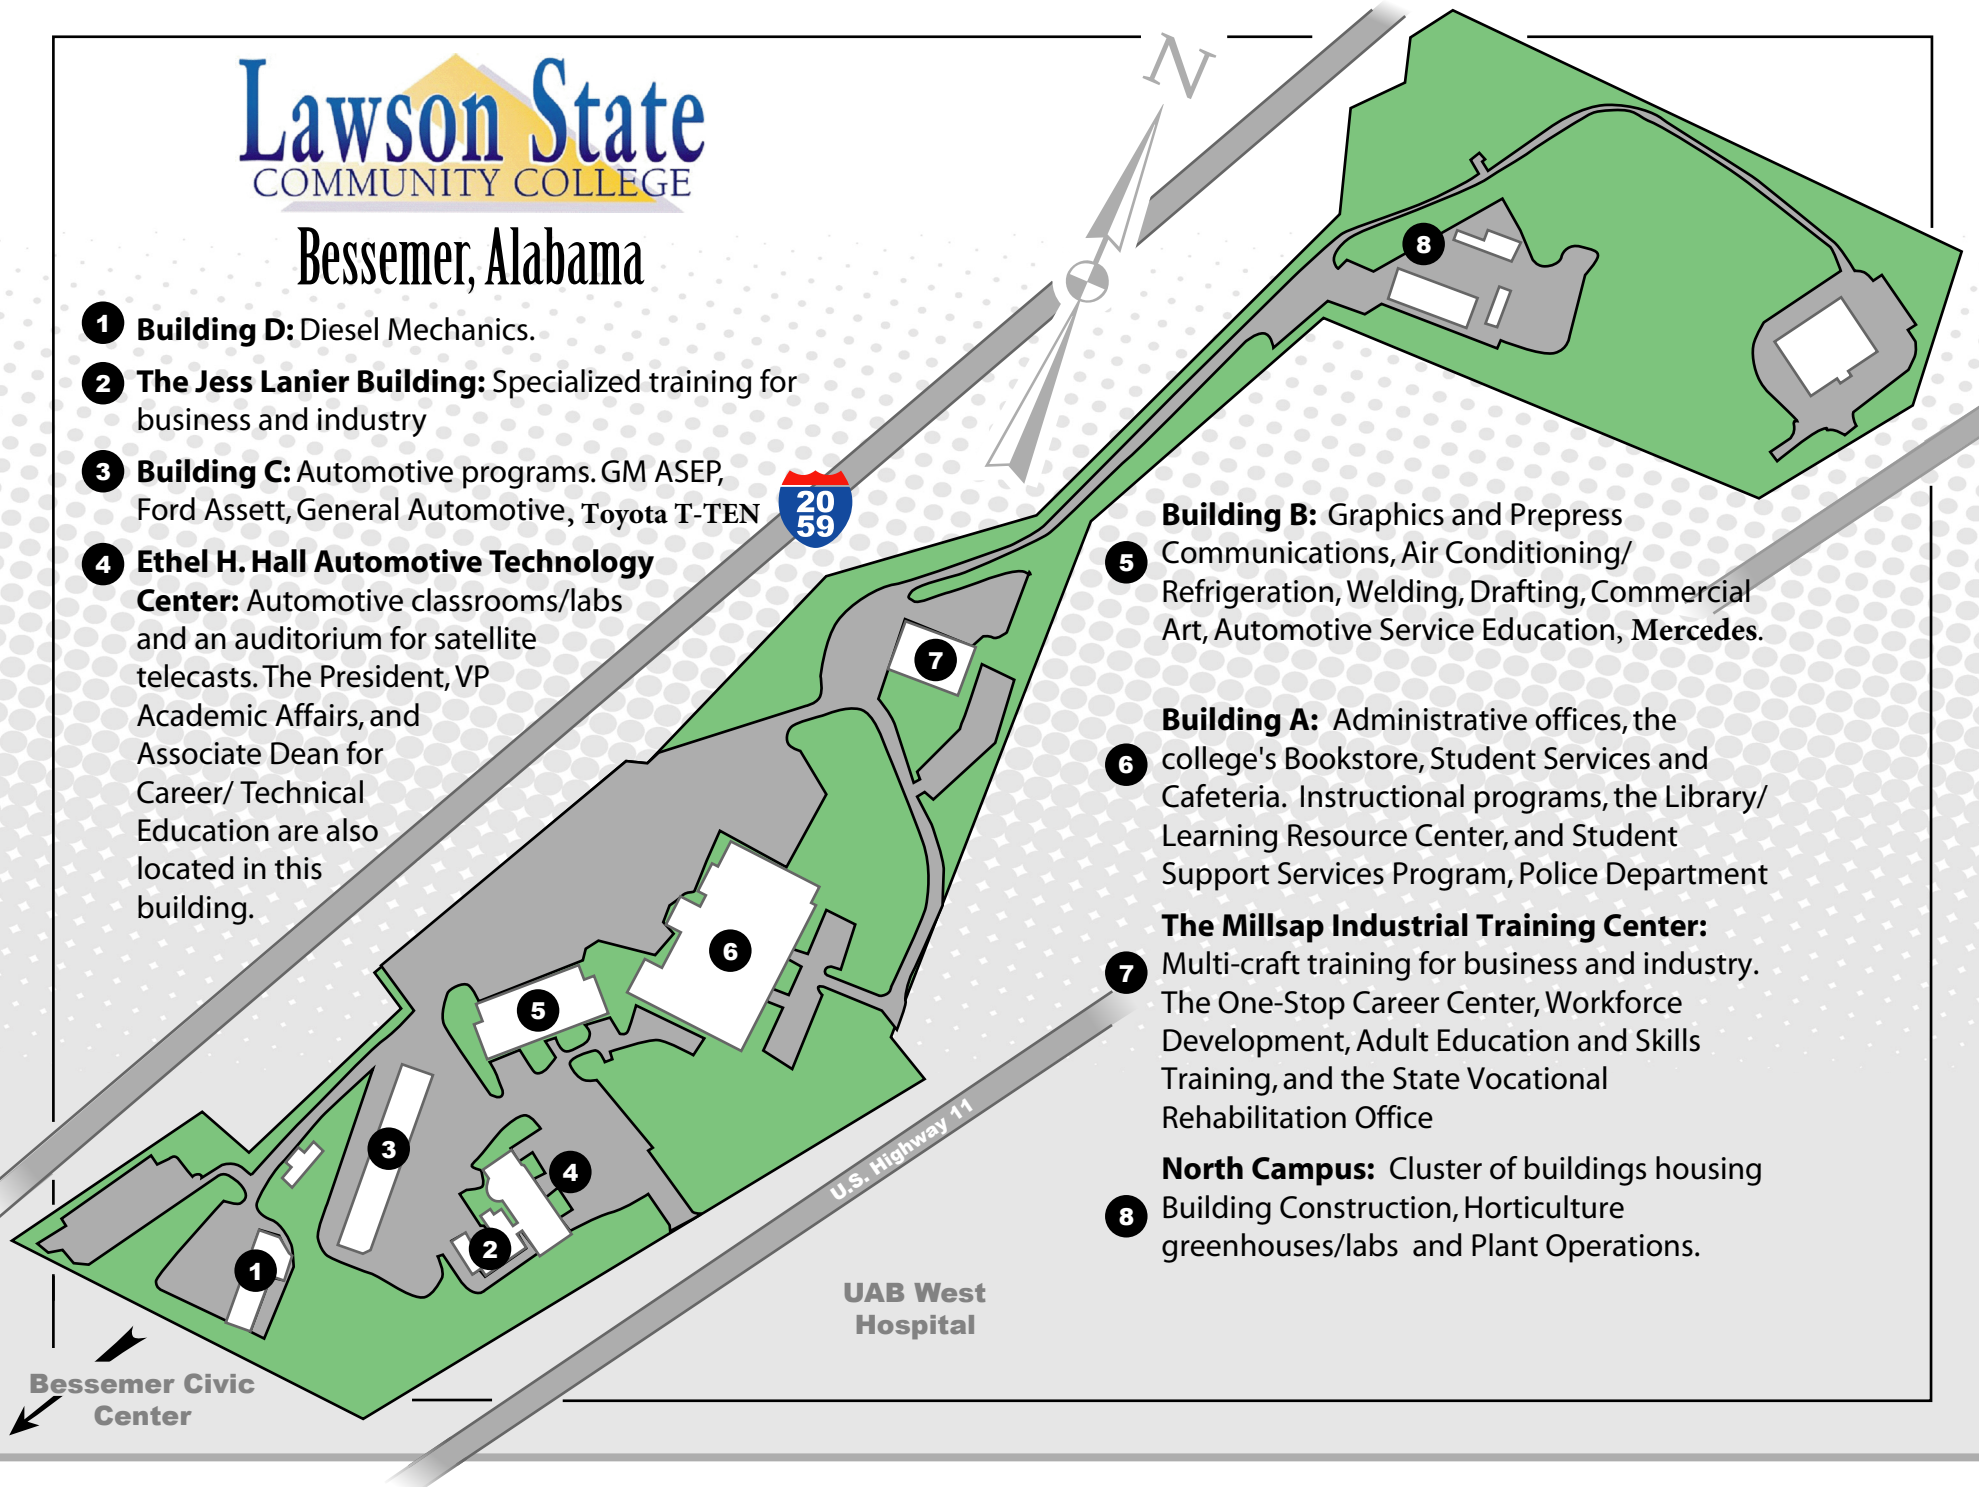 Lawson State
COMMUNITY COLLEGE
Bessemer, Alabama
N
1 Building D: Diesel Mechanics.
2 The Jess Lanier Building: Specialized training for
business and industry
3 Building C: Automotive programs. GM ASEP,
Ford Assett, General Automotive, Toyota T-TEN
4 Ethel H. Hall Automotive Technology
Center: Automotive classrooms/labs
and an auditorium for satellite
telecasts. The President, VP
Academic Affairs, and
Associate Dean for
Career/ Technical
Education are also
located in this
building.
20
59
Building B: Graphics and Prepress
5 Communications, Air Conditioning/
Refrigeration, Welding, Drafting, Commercial
Art, Automotive Service Education, Mercedes.
Building A: Administrative offices, the
6 college's Bookstore, Student Services and
Cafeteria. Instructional programs, the Library/
Learning Resource Center, and Student
Support Services Program, Police Department
The Millsap Industrial Training Center:
7 Multi-craft training for business and industry.
The One-Stop Career Center, Workforce
Development, Adult Education and Skills
Training, and the State Vocational
Rehabilitation Office
North Campus: Cluster of buildings housing
8 Building Construction, Horticulture
greenhouses/labs and Plant Operations.
8
7
6
5
3
4
2
1
U.S. Highway 11
UAB West
Hospital
Bessemer Civic
Center